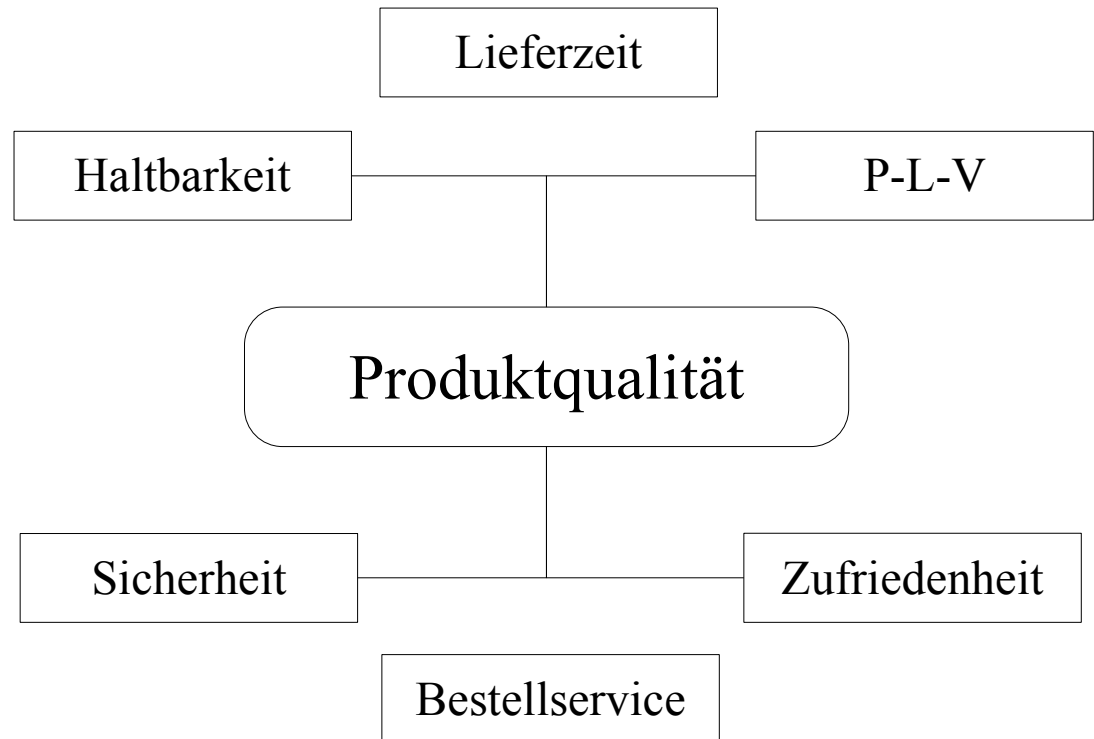 Lieferzeit
Haltbarkeit
P-L-V
Produktqualität
Sicherheit
Zufriedenheit
Bestellservice